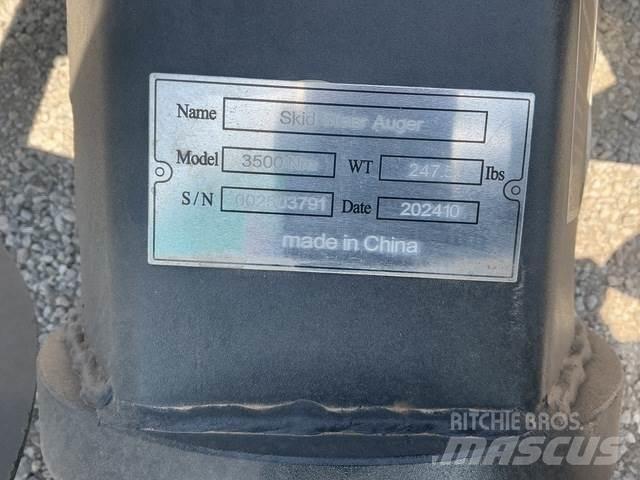 Name Skid Steer Auger
Model 3500 Nm WT 247.5 lbs
S/N Date 202410
made in China
RITCHIE BROS.
MASCUS